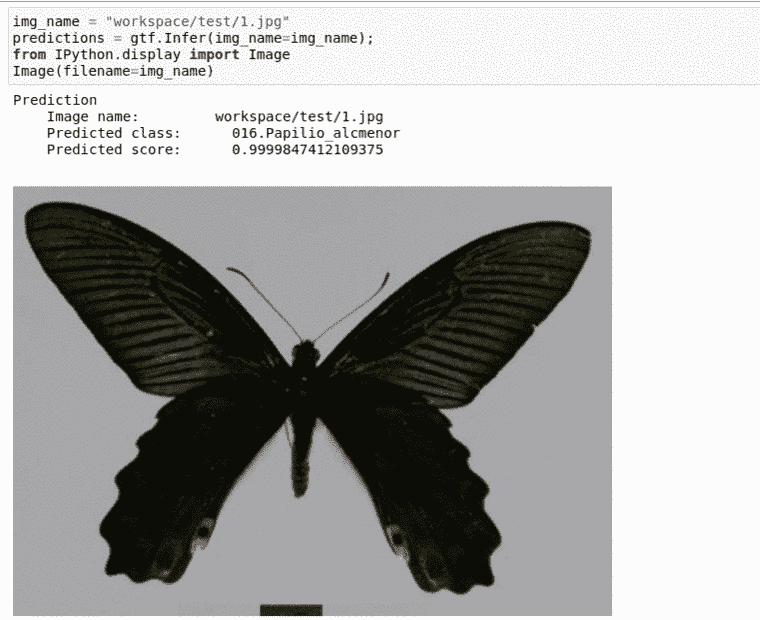 img_name = "workspace/test/1.jpg"
predictions = gtf.Infer(img_name=img_name);
from IPython.display import Image
Image(filename=img_name)
Prediction
    Image name:         workspace/test/1.jpg
    Predicted class:      016.Papilio_alcmenor
    Predicted score:      0.9999847412109375